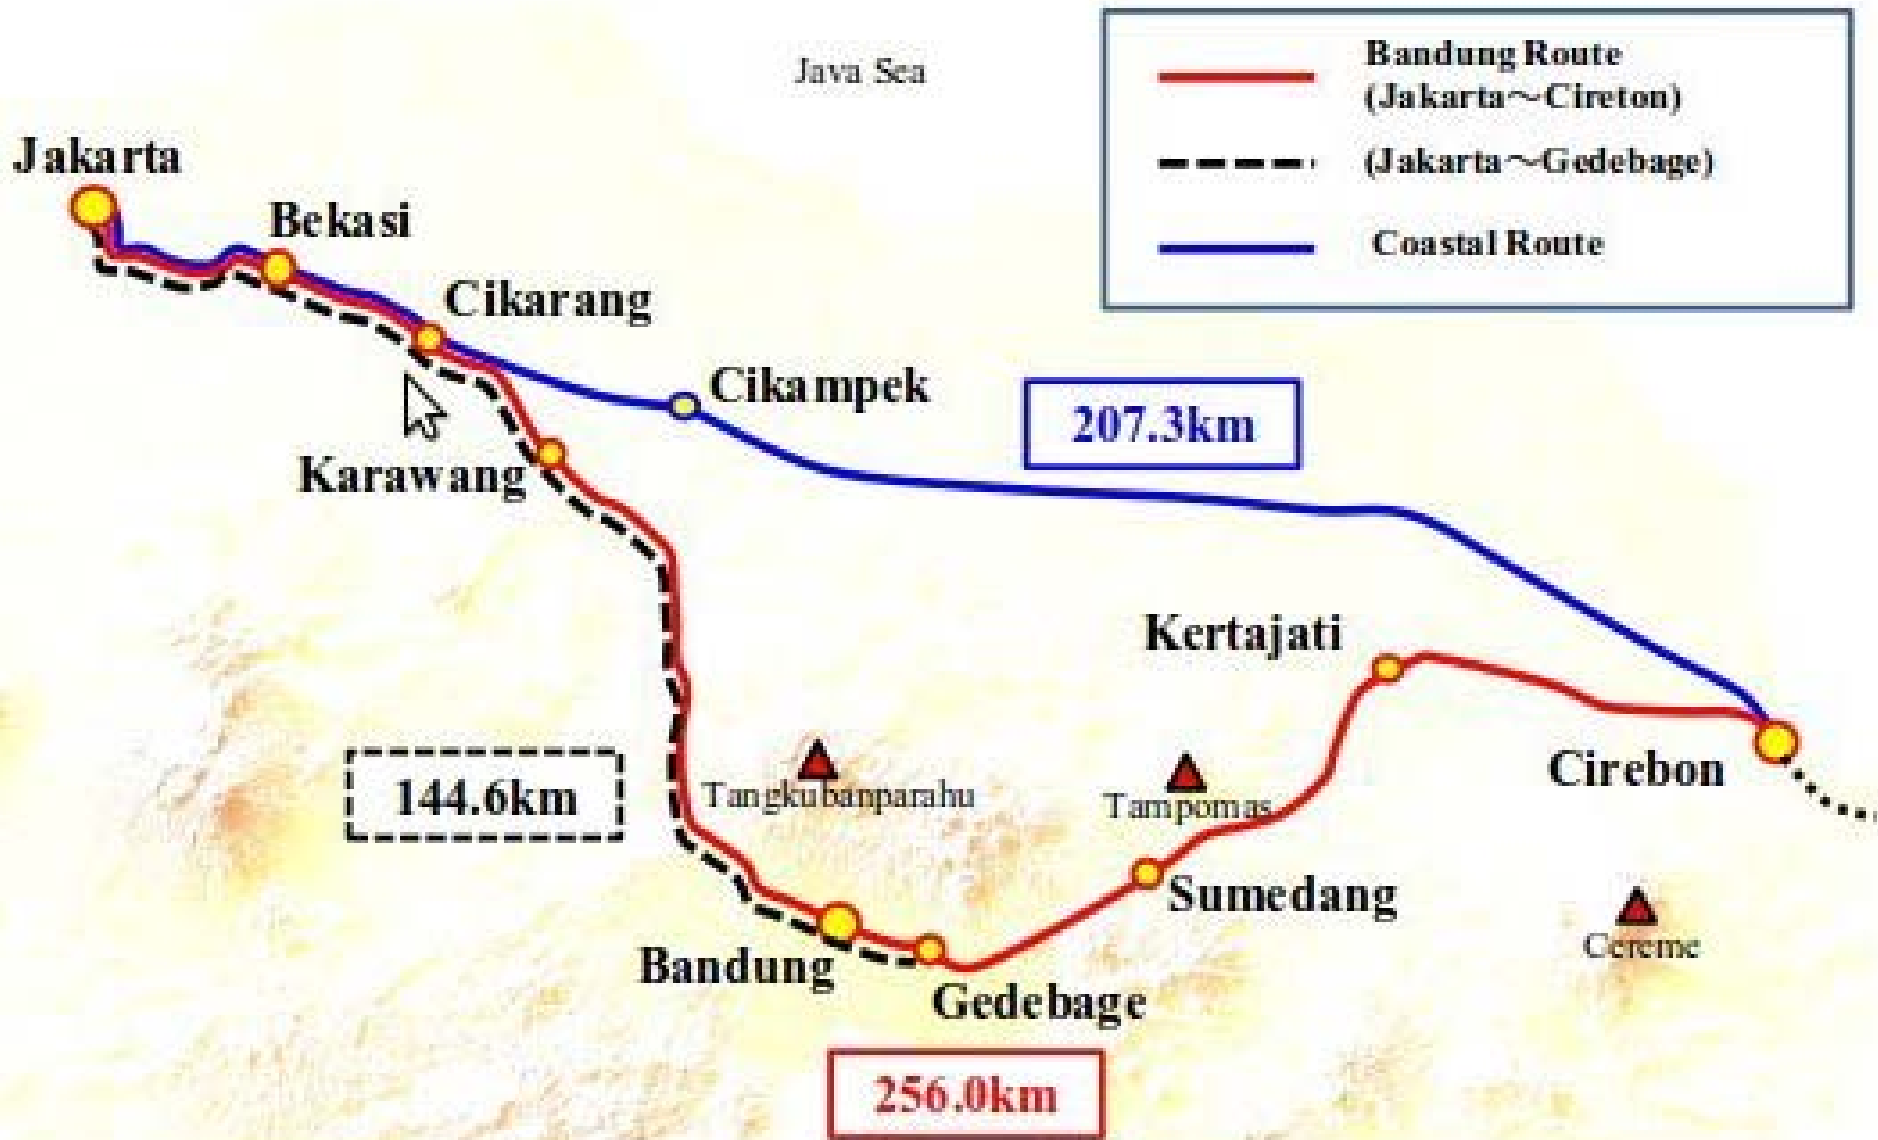 Java Sea
Bandung Route
(Jakarta～Cireton)
(Jakarta～Gedebage)
Coastal Route
Jakarta
Bekasi
Cikarang
Cikampek
207.3km
Karawang
Kertajati
Cirebon
144.6km
Tangkubanparahu
Tampomas
Sumedang
Cereme
Bandung
Gedebage
256.0km